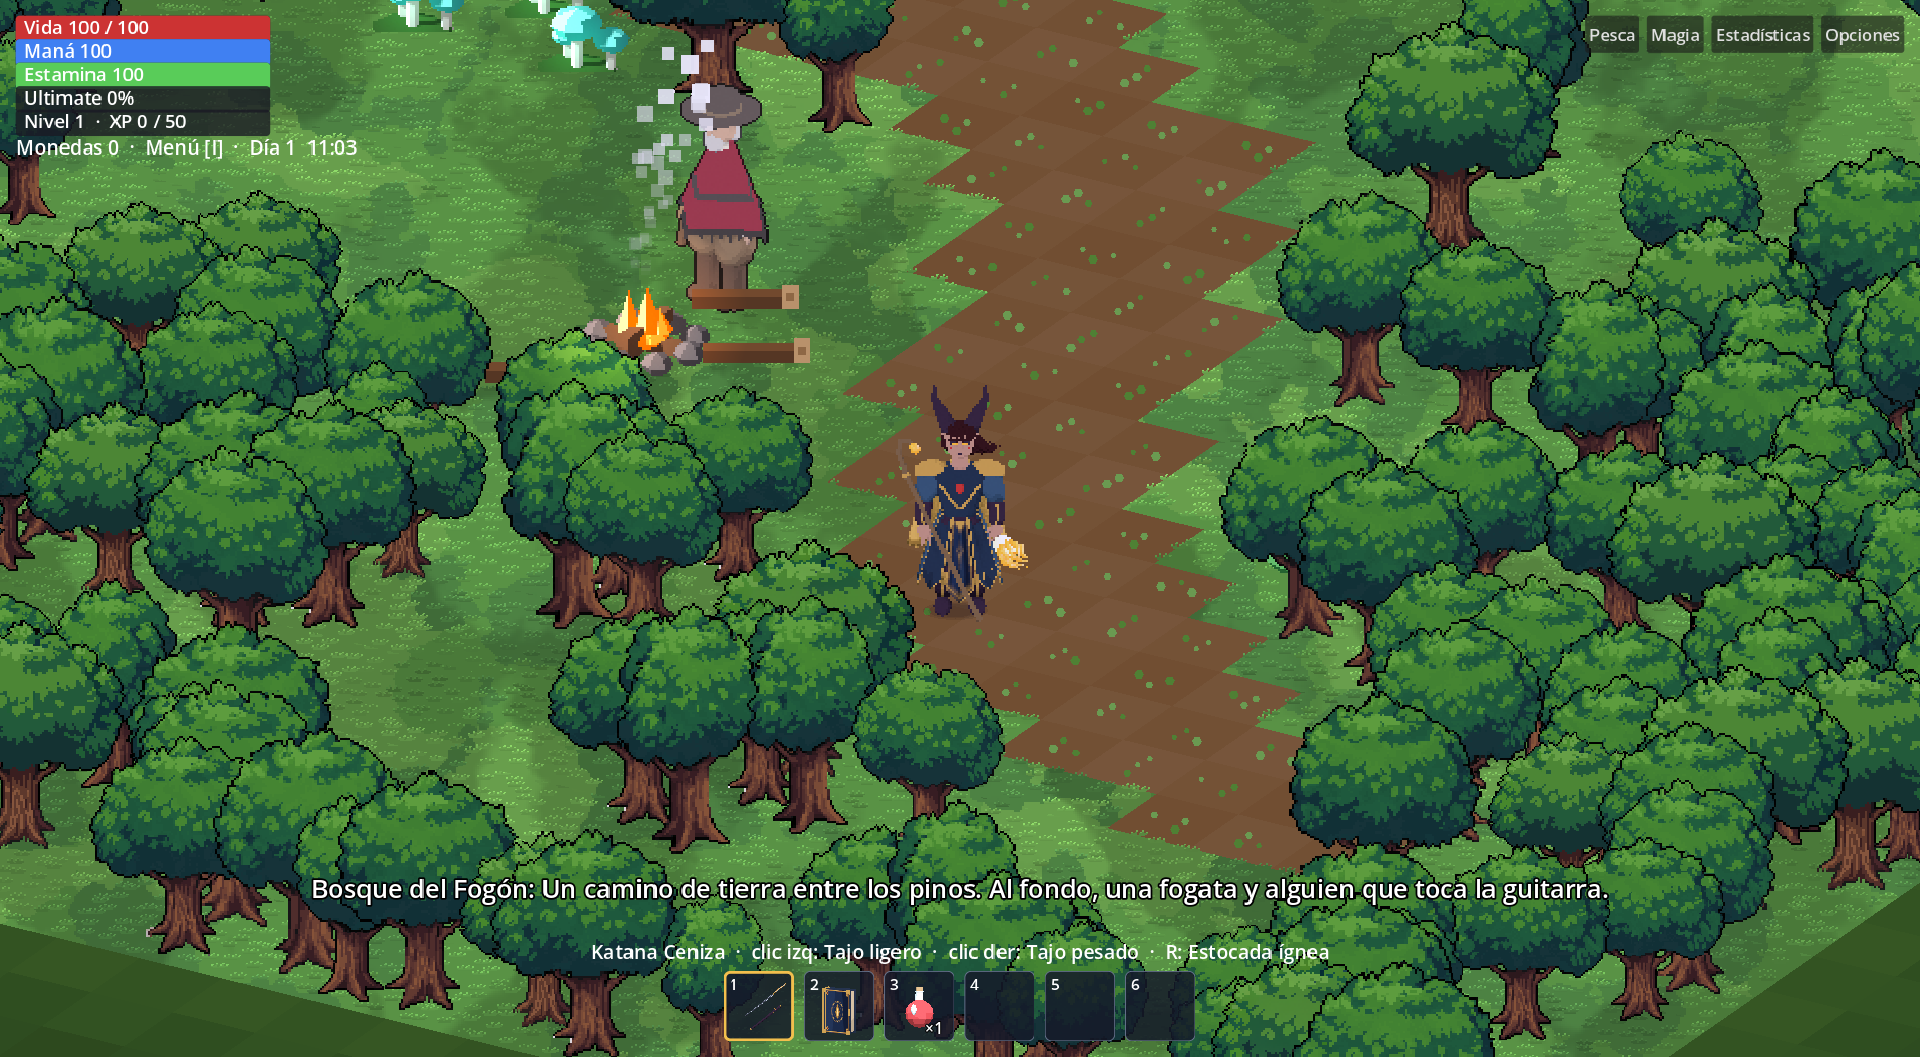 Vida 100 / 100
Maná 100
Estamina 100
Ultimate 0%
Nivel 1 · XP 0 / 50
Monedas 0 · Menú [I] · Día 1 11:03
Pesca Magia Estadísticas Opciones
Bosque del Fogón: Un camino de tierra entre los pinos. Al fondo, una fogata y alguien que toca la guitarra.
Katana Ceniza · clic izq: Tajo ligero · clic der: Tajo pesado · R: Estocada ígnea
1 2 3 4 5 6
×1